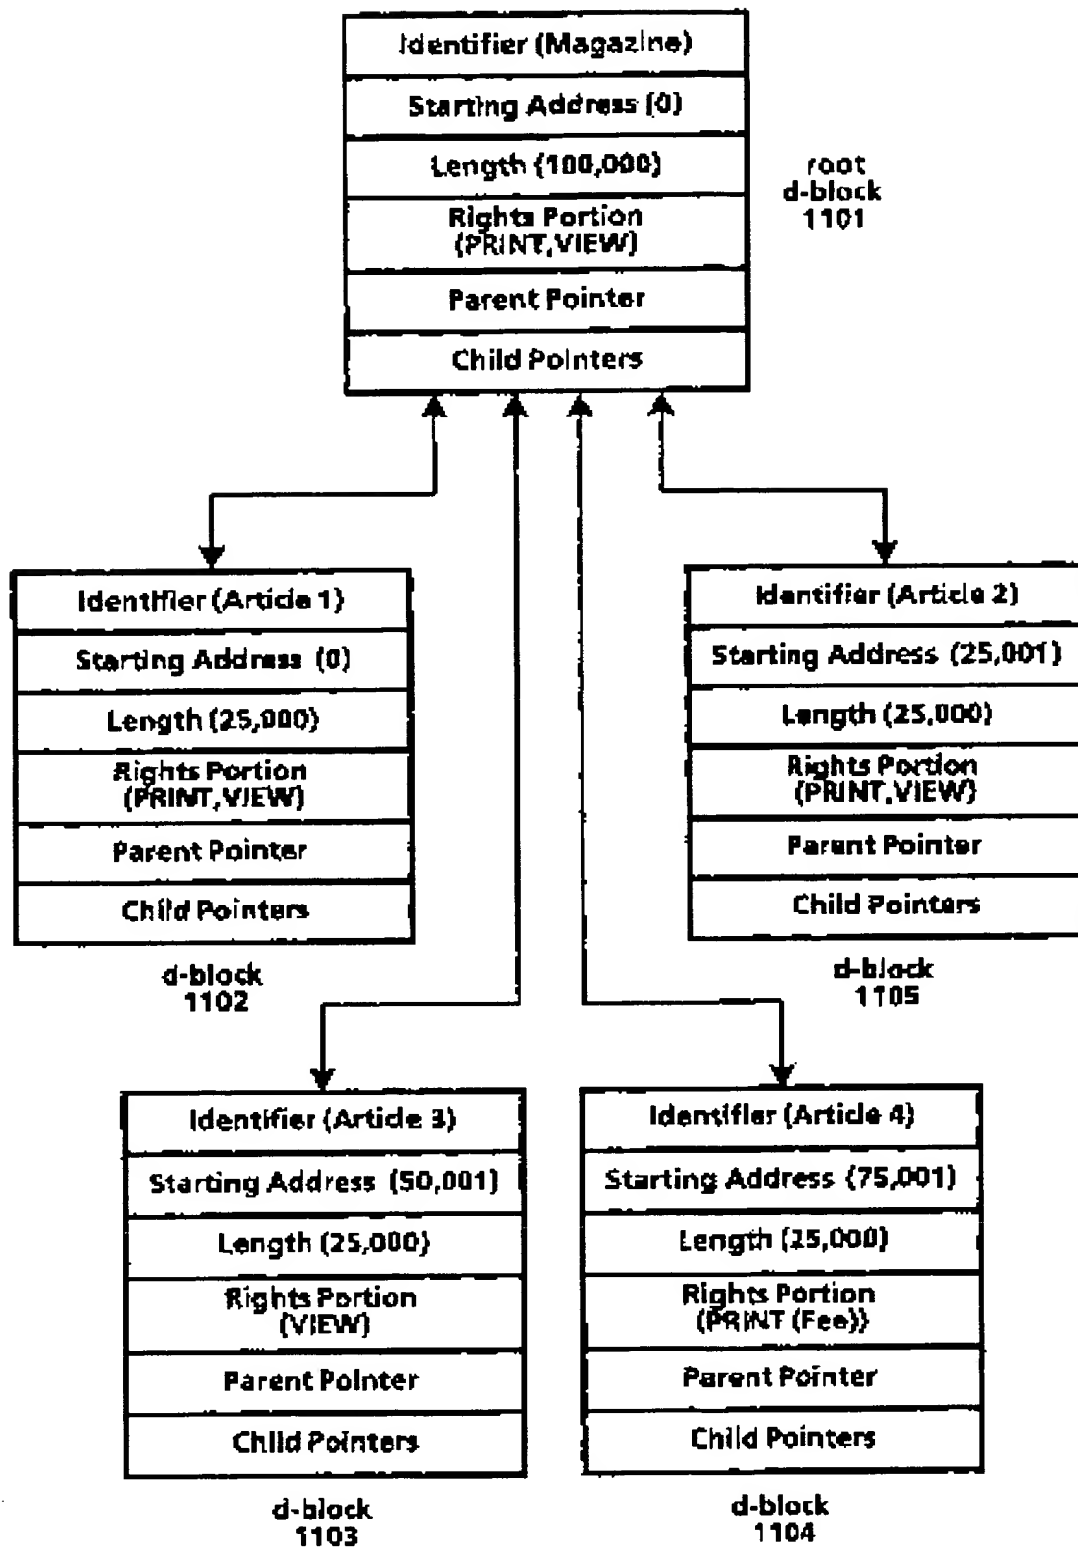 Identifier (Magazine)
Starting Address (0)
Length (100,000)
Rights Portion
(PRINT,VIEW)
Parent Pointer
Child Pointers
root
d-block
1101
Identifier (Article 1)
Starting Address (0)
Length (25,000)
Rights Portion
(PRINT,VIEW)
Parent Pointer
Child Pointers
d-block
1102
Identifier (Article 2)
Starting Address (25,001)
Length (25,000)
Rights Portion
(PRINT,VIEW)
Parent Pointer
Child Pointers
d-block
1105
Identifier (Article 3)
Starting Address (50,001)
Length (25,000)
Rights Portion
(VIEW)
Parent Pointer
Child Pointers
d-block
1103
Identifier (Article 4)
Starting Address (75,001)
Length (25,000)
Rights Portion
(PRINT (Fee))
Parent Pointer
Child Pointers
d-block
1104